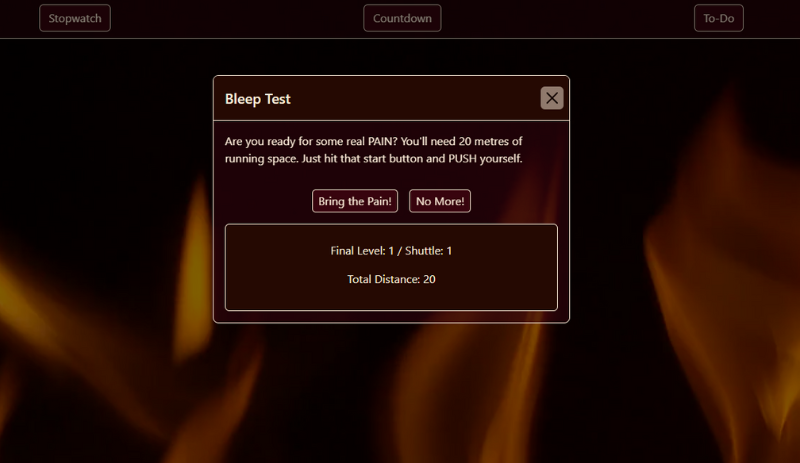 Stopwatch
Countdown
To-Do
Bleep Test
Are you ready for some real PAIN? You'll need 20 metres of
running space. Just hit that start button and PUSH yourself.
Bring the Pain!
No More!
Final Level: 1 / Shuttle: 1
Total Distance: 20